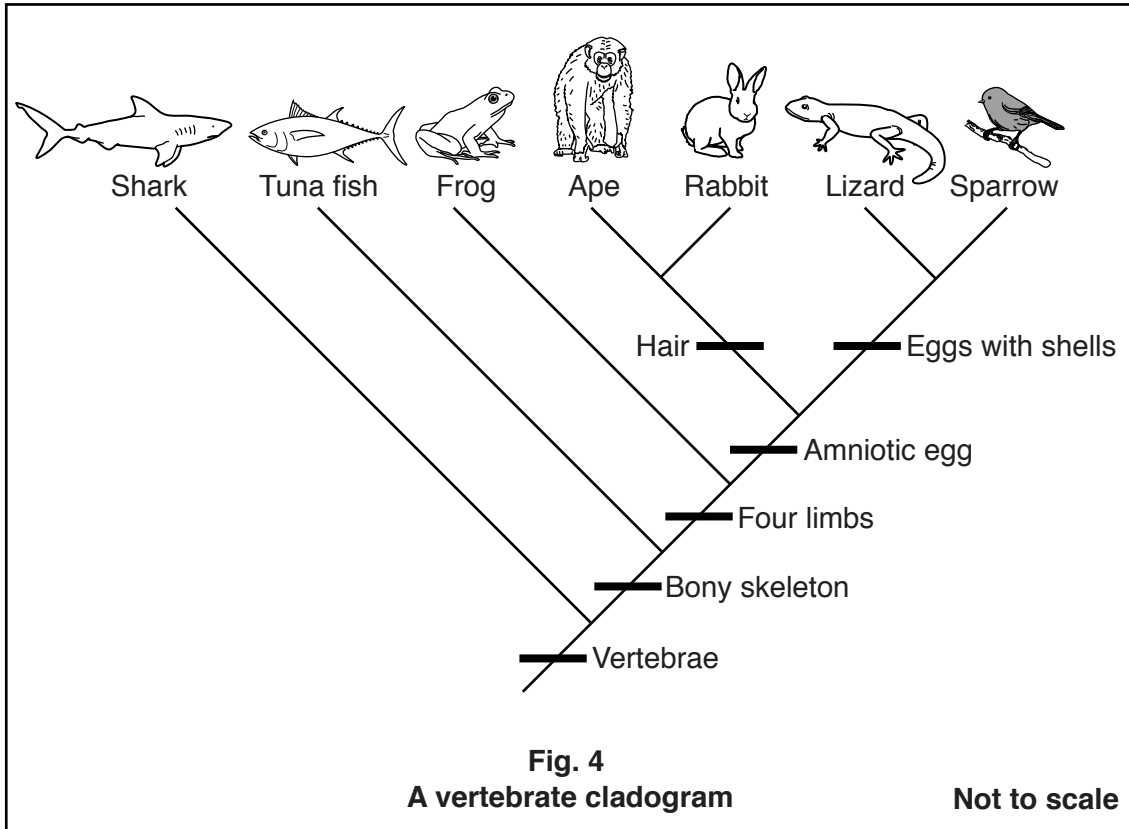 Shark Tuna fish Frog Ape Rabbit Lizard Sparrow
Hair Eggs with shells
Amniotic egg
Four limbs
Bony skeleton
Vertebrae
Fig. 4
A vertebrate cladogram Not to scale